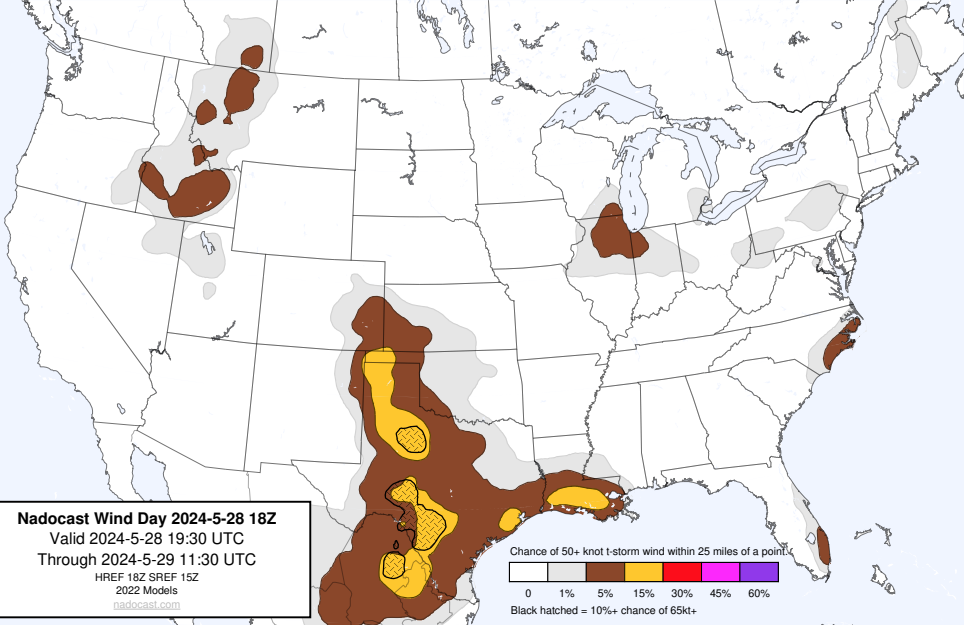 Nadocast Wind Day 2024-5-28 18Z
Valid 2024-5-28 19:30 UTC
Through 2024-5-29 11:30 UTC
HREF 18Z SREF 15Z
2022 Models
nadocast.com
Chance of 50+ knot t-storm wind within 25 miles of a point.
0 1% 5% 15% 30% 45% 60%
Black hatched = 10%+ chance of 65kt+